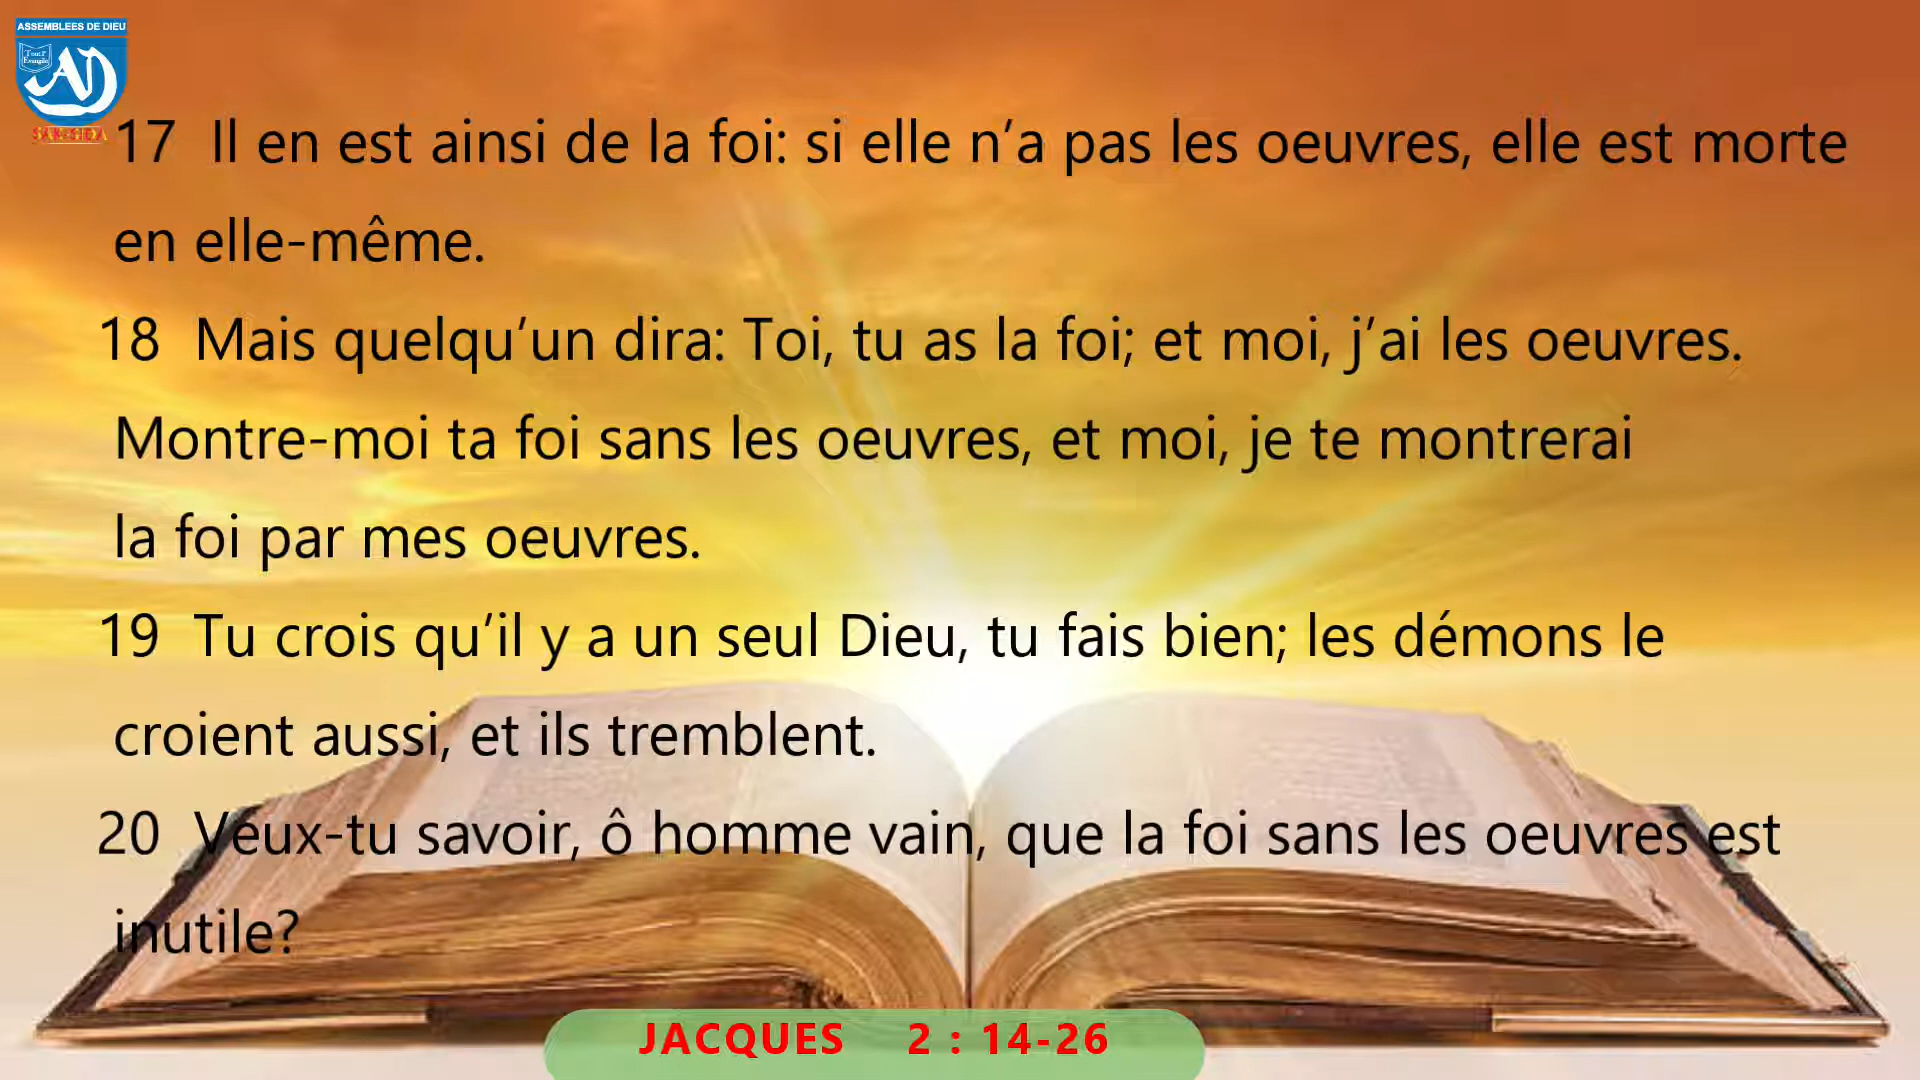 ASSEMBLEES DE DIEU
Tout l'
Evangile
AD
17 Il en est ainsi de la foi: si elle n’a pas les oeuvres, elle est morte
en elle-même.
18 Mais quelqu’un dira: Toi, tu as la foi; et moi, j’ai les oeuvres.
Montre-moi ta foi sans les oeuvres, et moi, je te montrerai
la foi par mes oeuvres.
19 Tu crois qu’il y a un seul Dieu, tu fais bien; les démons le
croient aussi, et ils tremblent.
20 Veux-tu savoir, ô homme vain, que la foi sans les oeuvres est
inutile?
JACQUES 2 : 14-26